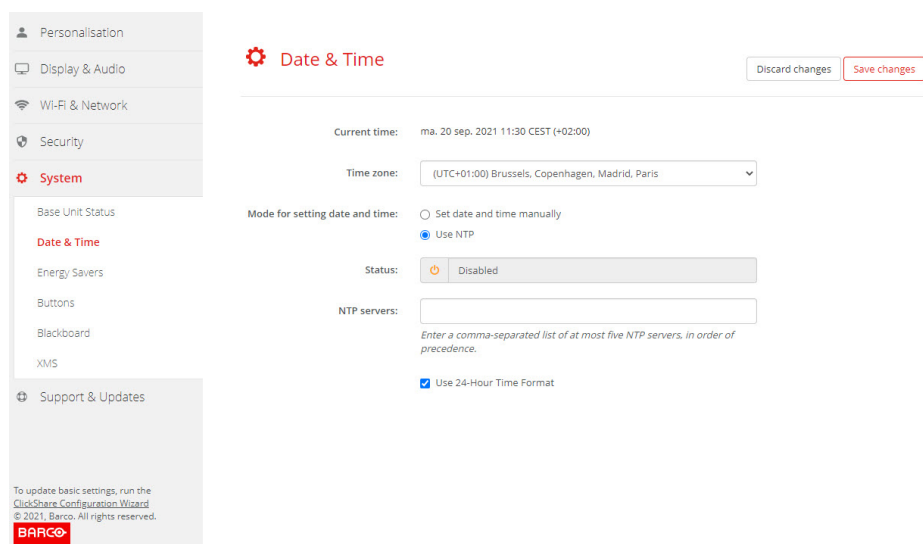 Personalisation
Display & Audio
Wi-Fi & Network
Security
System
Base Unit Status
Date & Time
Energy Savers
Buttons
Blackboard
XMS
Support & Updates
To update basic settings, run the
ClickShare Configuration Wizard
© 2021, Barco. All rights reserved.
BARCO
Date & Time
Discard changes
Save changes
Current time: ma. 20 sep. 2021 11:30 CEST (+02:00)
Time zone: (UTC+01:00) Brussels, Copenhagen, Madrid, Paris
Mode for setting date and time: Set date and time manually
Use NTP
Status: Disabled
NTP servers:
Enter a comma-separated list of at most five NTP servers, in order of
precedence.
Use 24-Hour Time Format